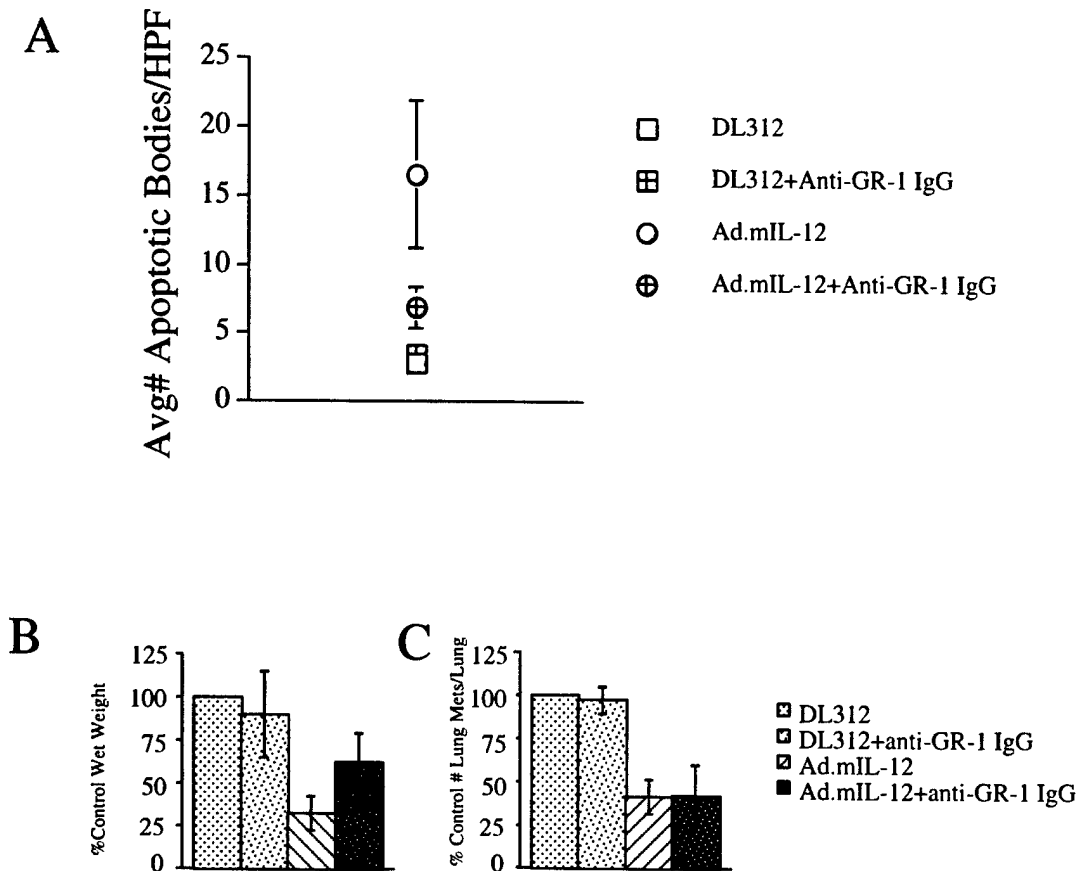 A
Avg# Apoptotic Bodies/HPF
25
20
15
10
5
0
DL312
DL312+Anti-GR-1 IgG
Ad.mIL-12
Ad.mIL-12+Anti-GR-1 IgG
B
%Control Wet Weight
125
100
75
50
25
0
C
% Control # Lung Mets/Lung
125
100
75
50
25
0
DL312
DL312+anti-GR-1 IgG
Ad.mIL-12
Ad.mIL-12+anti-GR-1 IgG